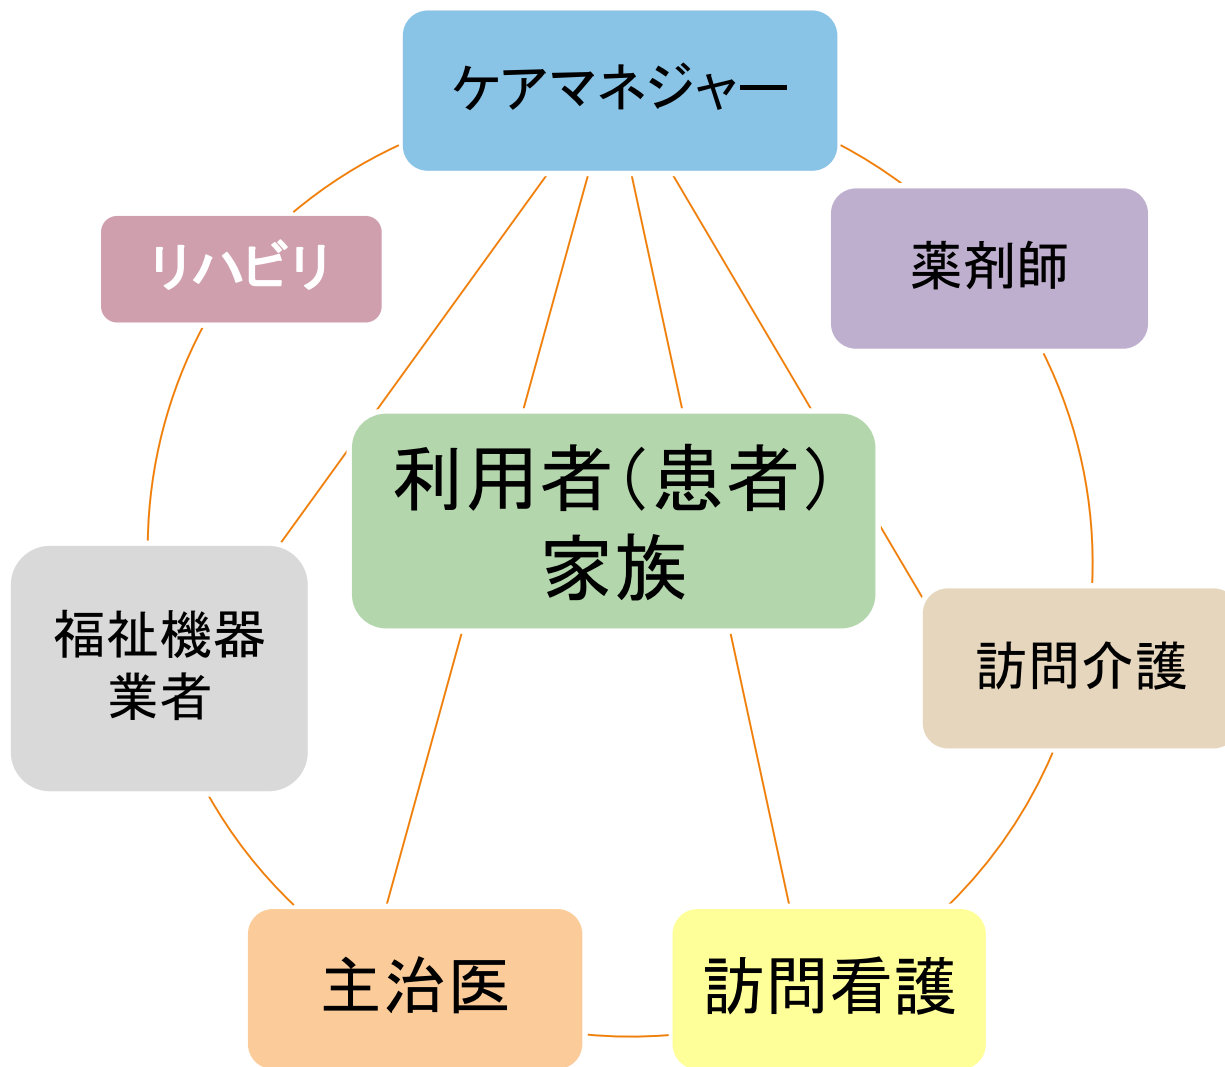 ケアマネジャー
リハビリ
薬剤師
利用者（患者）
家族
福祉機器
業者
訪問介護
主治医
訪問看護